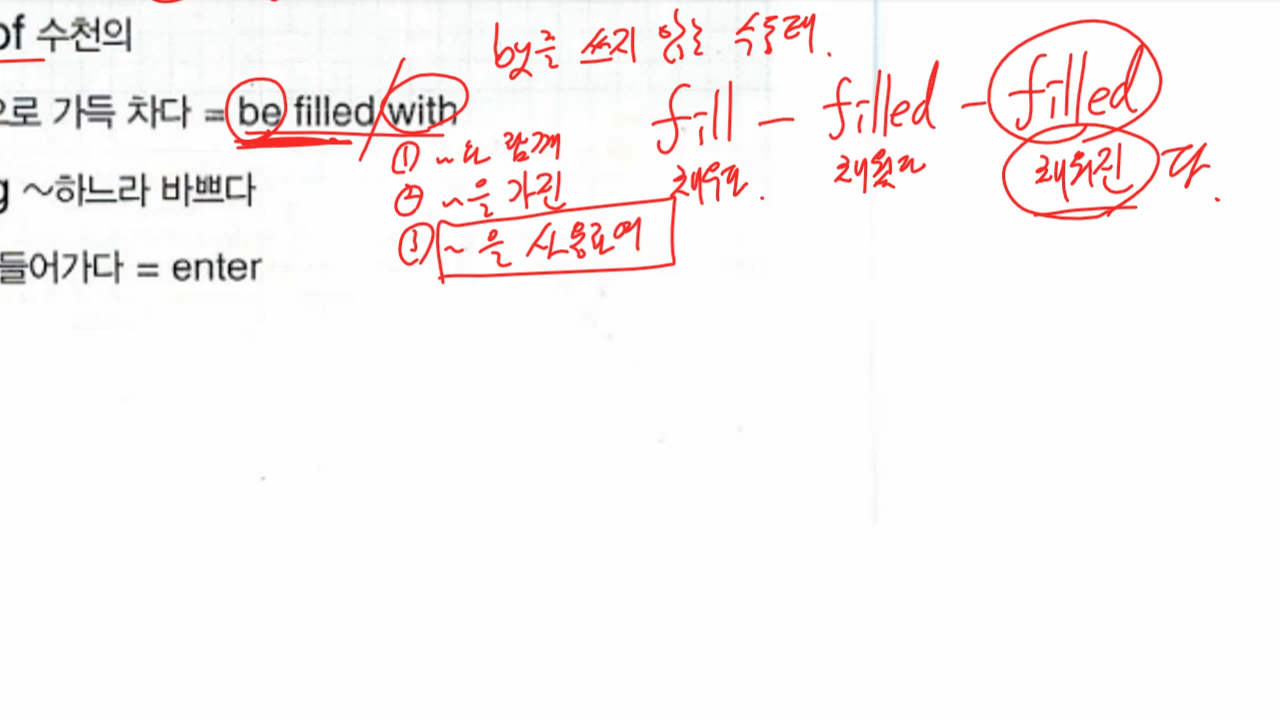 of 수천의
by를 쓰지 않는 수동태.
으로 가득 차다 = be filled with
fill - filled - filled
채우다. 채웠다 채워진 다.
① ~와 함께
② ~을 가진
③ ~을 사용하여
g ~하느라 바쁘다
들어가다 = enter